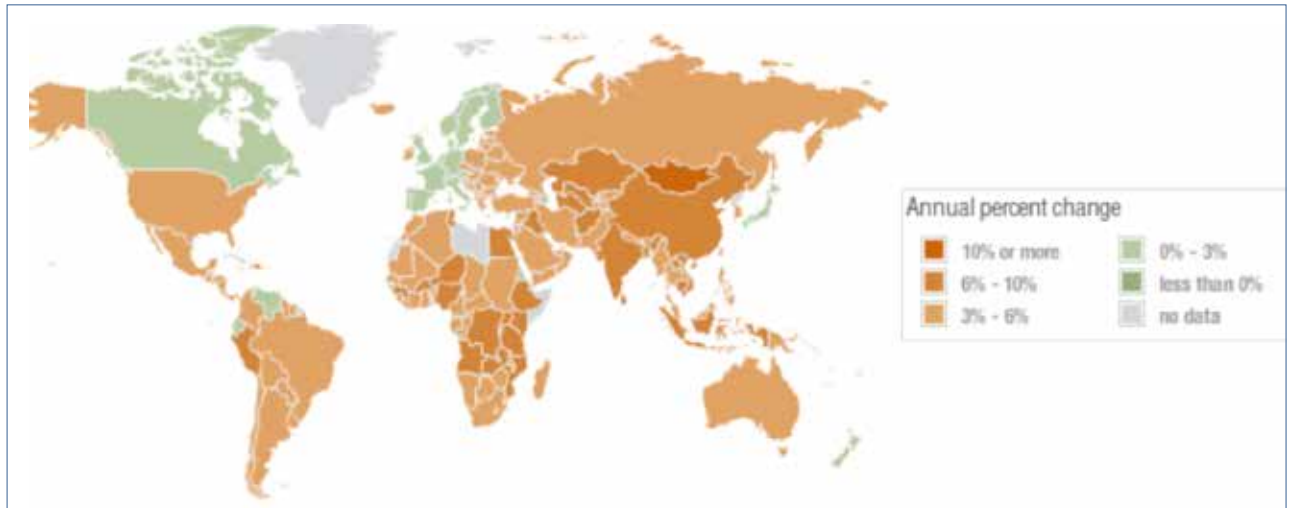 Annual percent change
10% or more
6% - 10%
3% - 6%
0% - 3%
less than 0%
no data